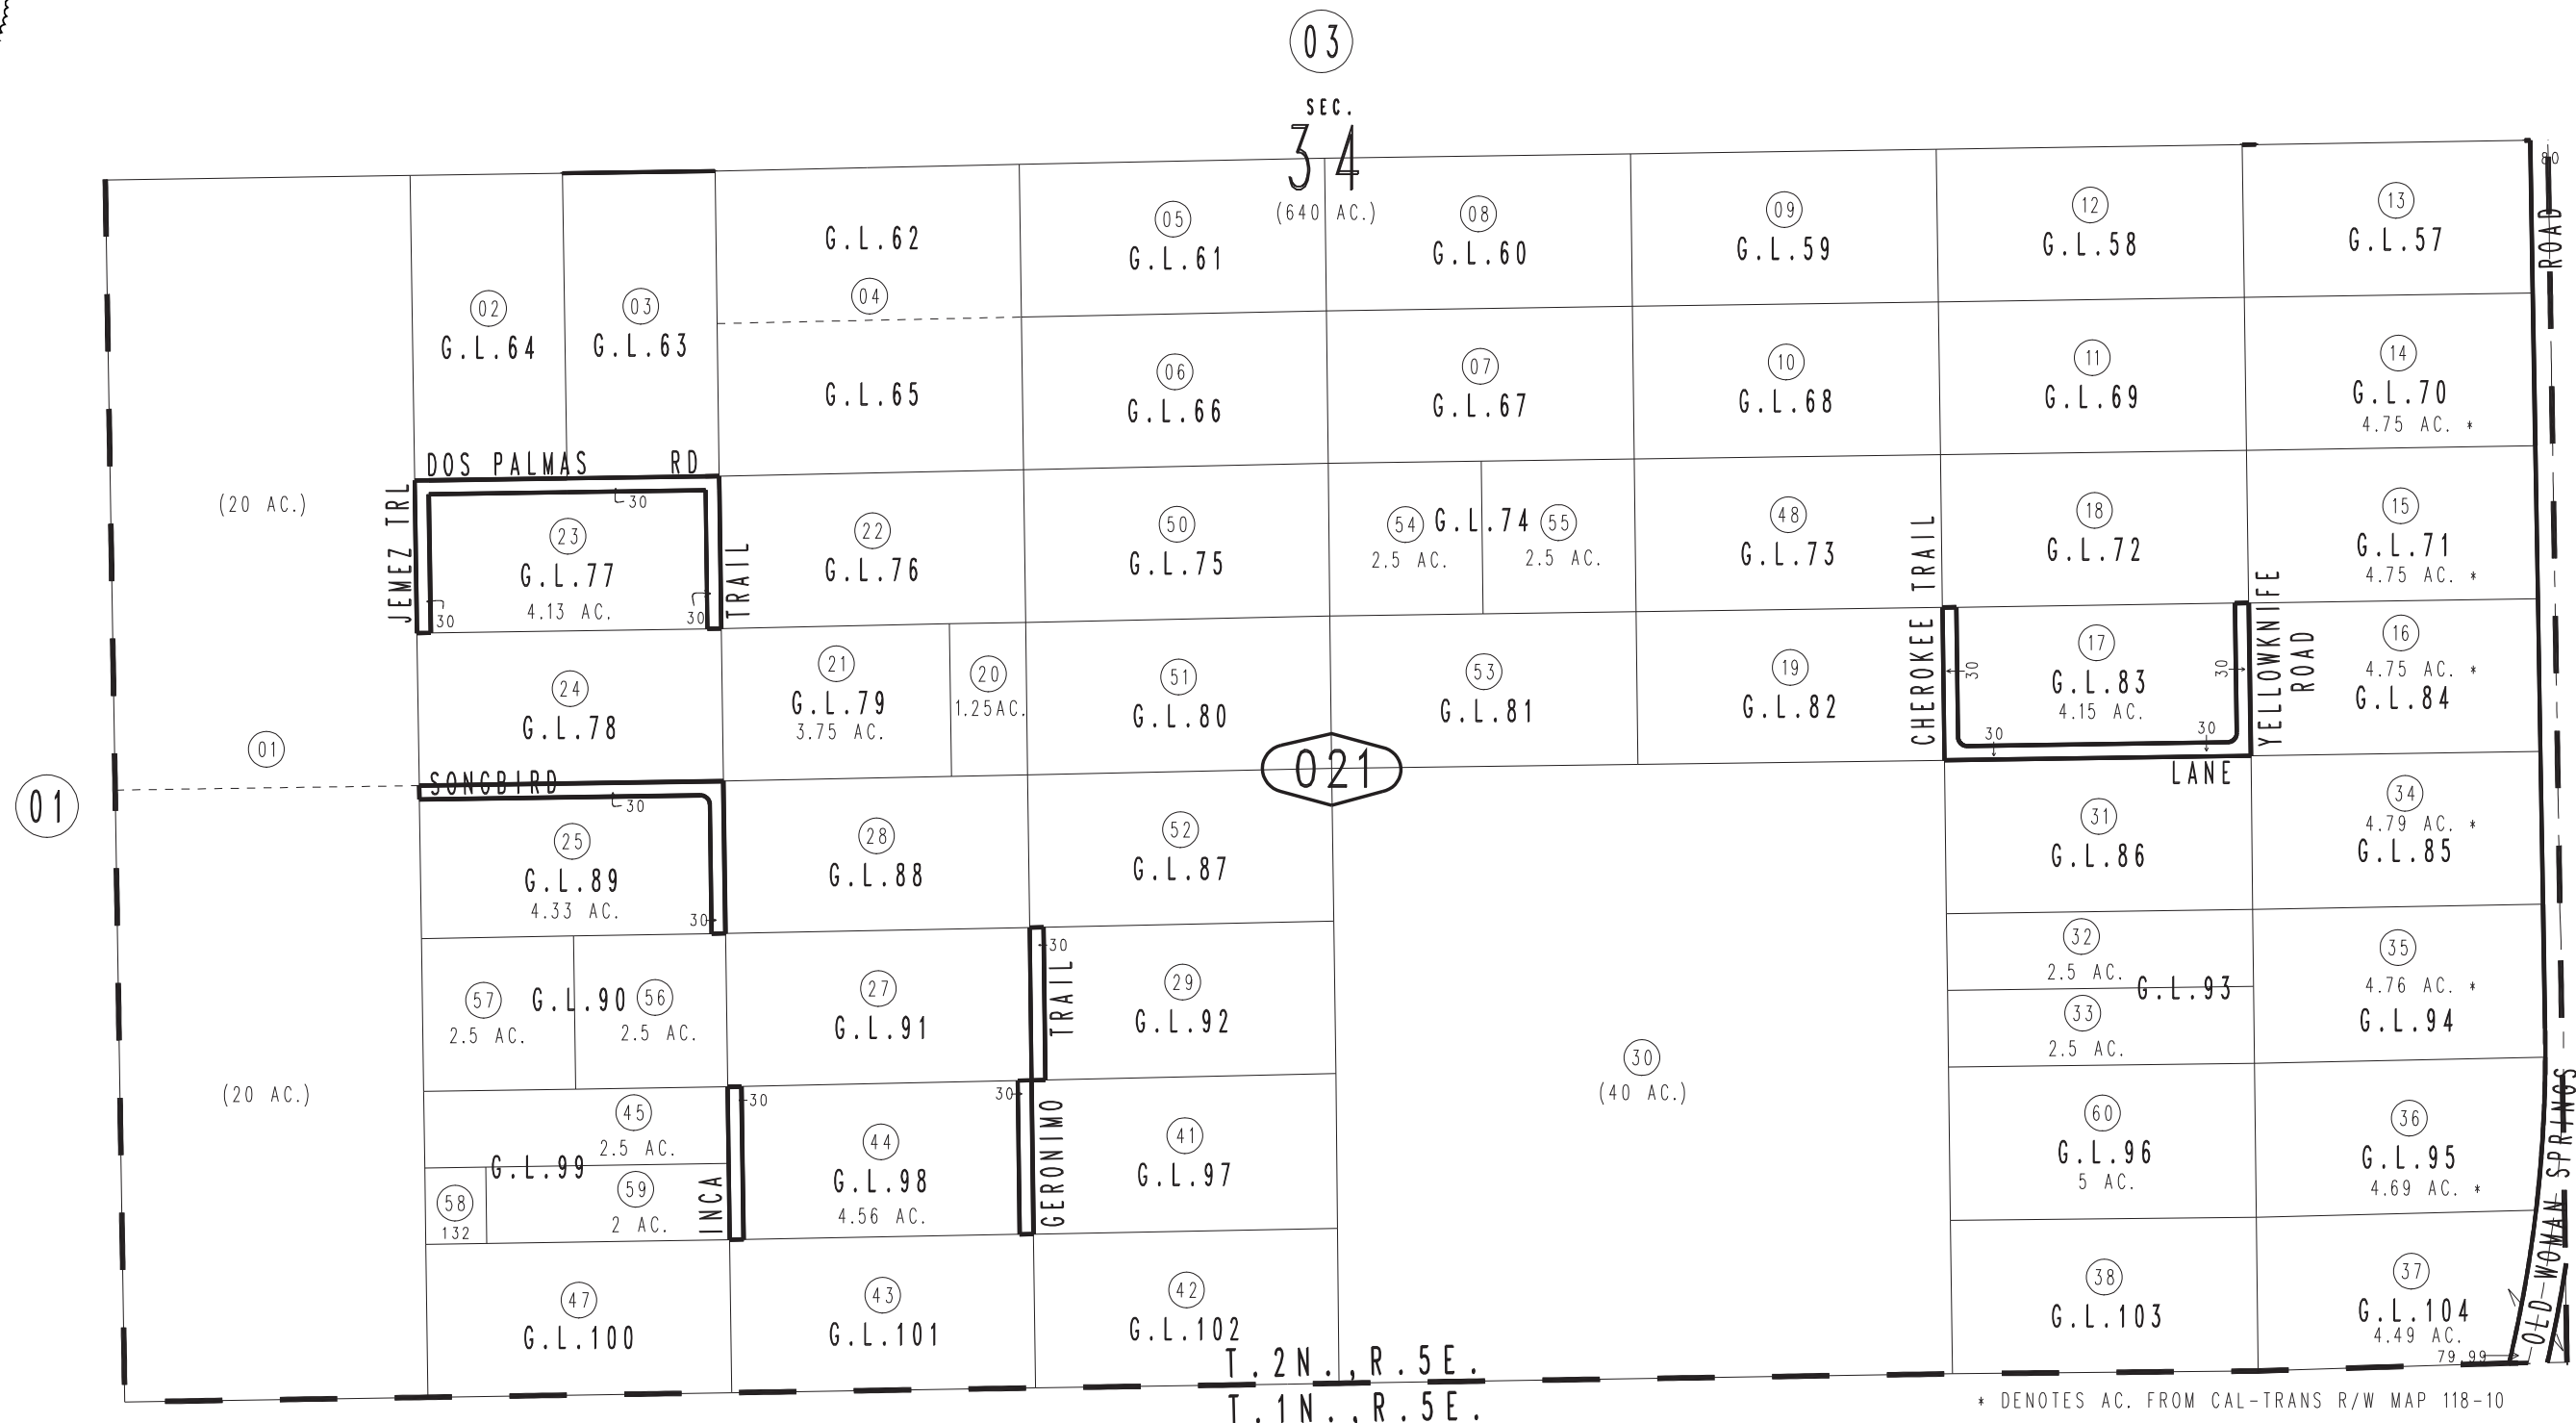 03
SEC.
34
(640 AC.)
80
ROAD
02
G.L.64
03
G.L.63
G.L.62
04
G.L.65
05
G.L.61
08
G.L.60
09
G.L.59
12
G.L.58
13
G.L.57
06
G.L.66
07
G.L.67
10
G.L.68
11
G.L.69
14
G.L.70
4.75 AC. *
DOS PALMAS RD
(20 AC.)
JEMEZ TRL
30
23
G.L.77
4.13 AC.
30
30
TRAIL
22
G.L.76
50
G.L.75
54
G.L.74
55
2.5 AC.
2.5 AC.
48
G.L.73
CHEROKEE TRAIL
18
G.L.72
15
G.L.71
4.75 AC. *
24
G.L.78
21
G.L.79
3.75 AC.
20
1.25AC.
51
G.L.80
53
G.L.81
19
G.L.82
30
17
G.L.83
4.15 AC.
30
30
30
YELLOWKNIFE
ROAD
16
4.75 AC. *
G.L.84
01
01
021
SONGBIRD
30
LANE
25
G.L.89
4.33 AC.
30
28
G.L.88
52
G.L.87
31
G.L.86
34
4.79 AC. *
G.L.85
57
G.L.90
56
2.5 AC.
2.5 AC.
27
G.L.91
30
TRAIL
29
G.L.92
30
(40 AC.)
32
2.5 AC.
G.L.93
33
2.5 AC.
35
4.76 AC. *
G.L.94
(20 AC.)
45
2.5 AC.
G.L.99
58
132
59
2 AC.
INCA
30
30
44
G.L.98
4.56 AC.
GERONIMO
41
G.L.97
60
G.L.96
5 AC.
36
G.L.95
4.69 AC. *
OLD WOMAN SPRINGS
47
G.L.100
43
G.L.101
42
G.L.102
38
G.L.103
37
G.L.104
4.49 AC.
79.99
T.2N.,R.5E.
T.1N.,R.5E.
* DENOTES AC. FROM CAL-TRANS R/W MAP 118-10